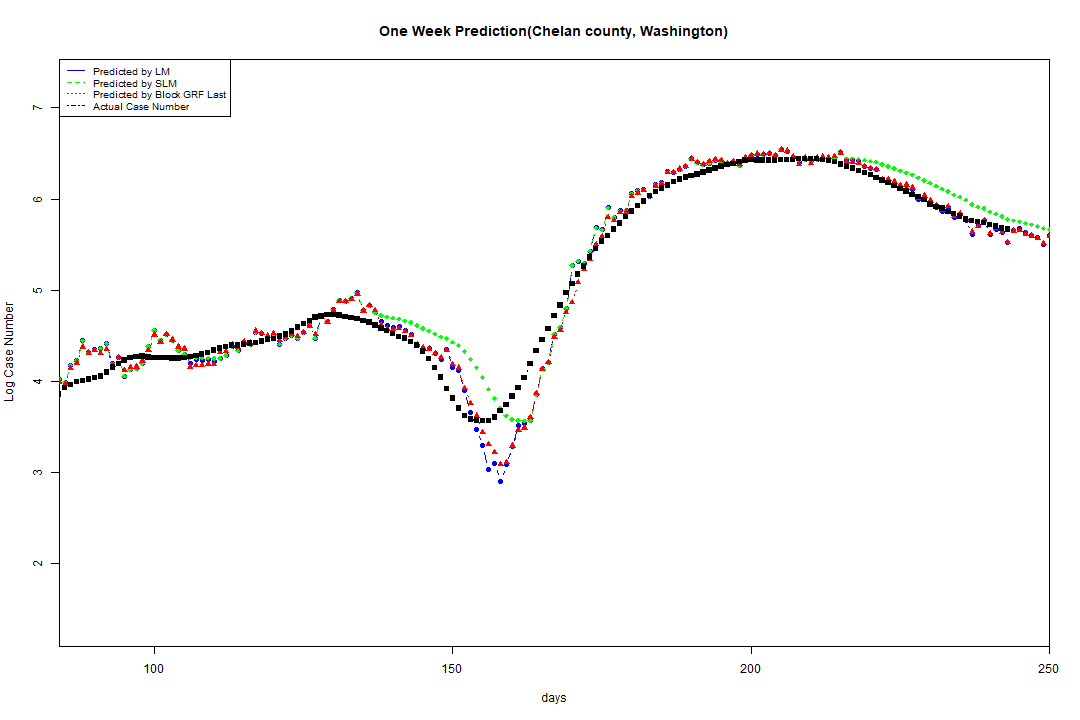 One Week Prediction(Chelan county, Washington)
Predicted by LM
Predicted by SLM
Predicted by Block GRF Last
Actual Case Number
7
6
5
4
3
2
Log Case Number
100 150 200 250
days